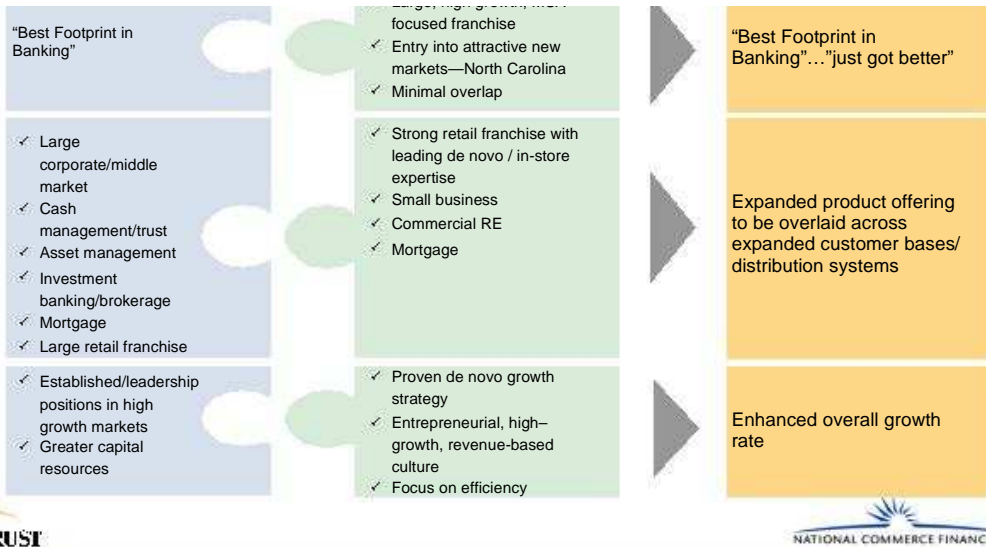 “Best Footprint in
Banking”
focused franchise
✓ Entry into attractive new
markets—North Carolina
✓ Minimal overlap
“Best Footprint in
Banking”…”just got better”
✓ Large
corporate/middle
market
✓ Cash
management/trust
✓ Asset management
✓ Investment
banking/brokerage
✓ Mortgage
✓ Large retail franchise
✓ Strong retail franchise with
leading de novo / in-store
expertise
✓ Small business
✓ Commercial RE
✓ Mortgage
Expanded product offering
to be overlaid across
expanded customer bases/
distribution systems
✓ Established/leadership
positions in high
growth markets
✓ Greater capital
resources
✓ Proven de novo growth
strategy
✓ Entrepreneurial, high–
growth, revenue-based
culture
✓ Focus on efficiency
Enhanced overall growth
rate
RUST
NATIONAL COMMERCE FINANC